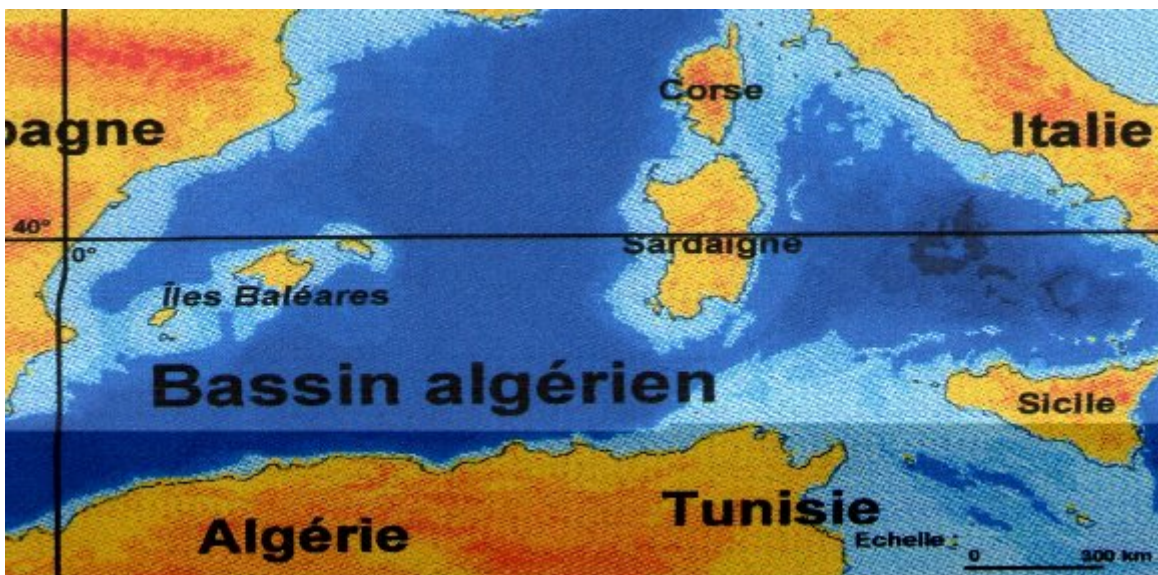 Corse
pagne
Italie
40°
0°
Sardaigne
Îles Baléares
Bassin algérien
Sicile
Tunisie
Algérie
Echelle :
0 300 km